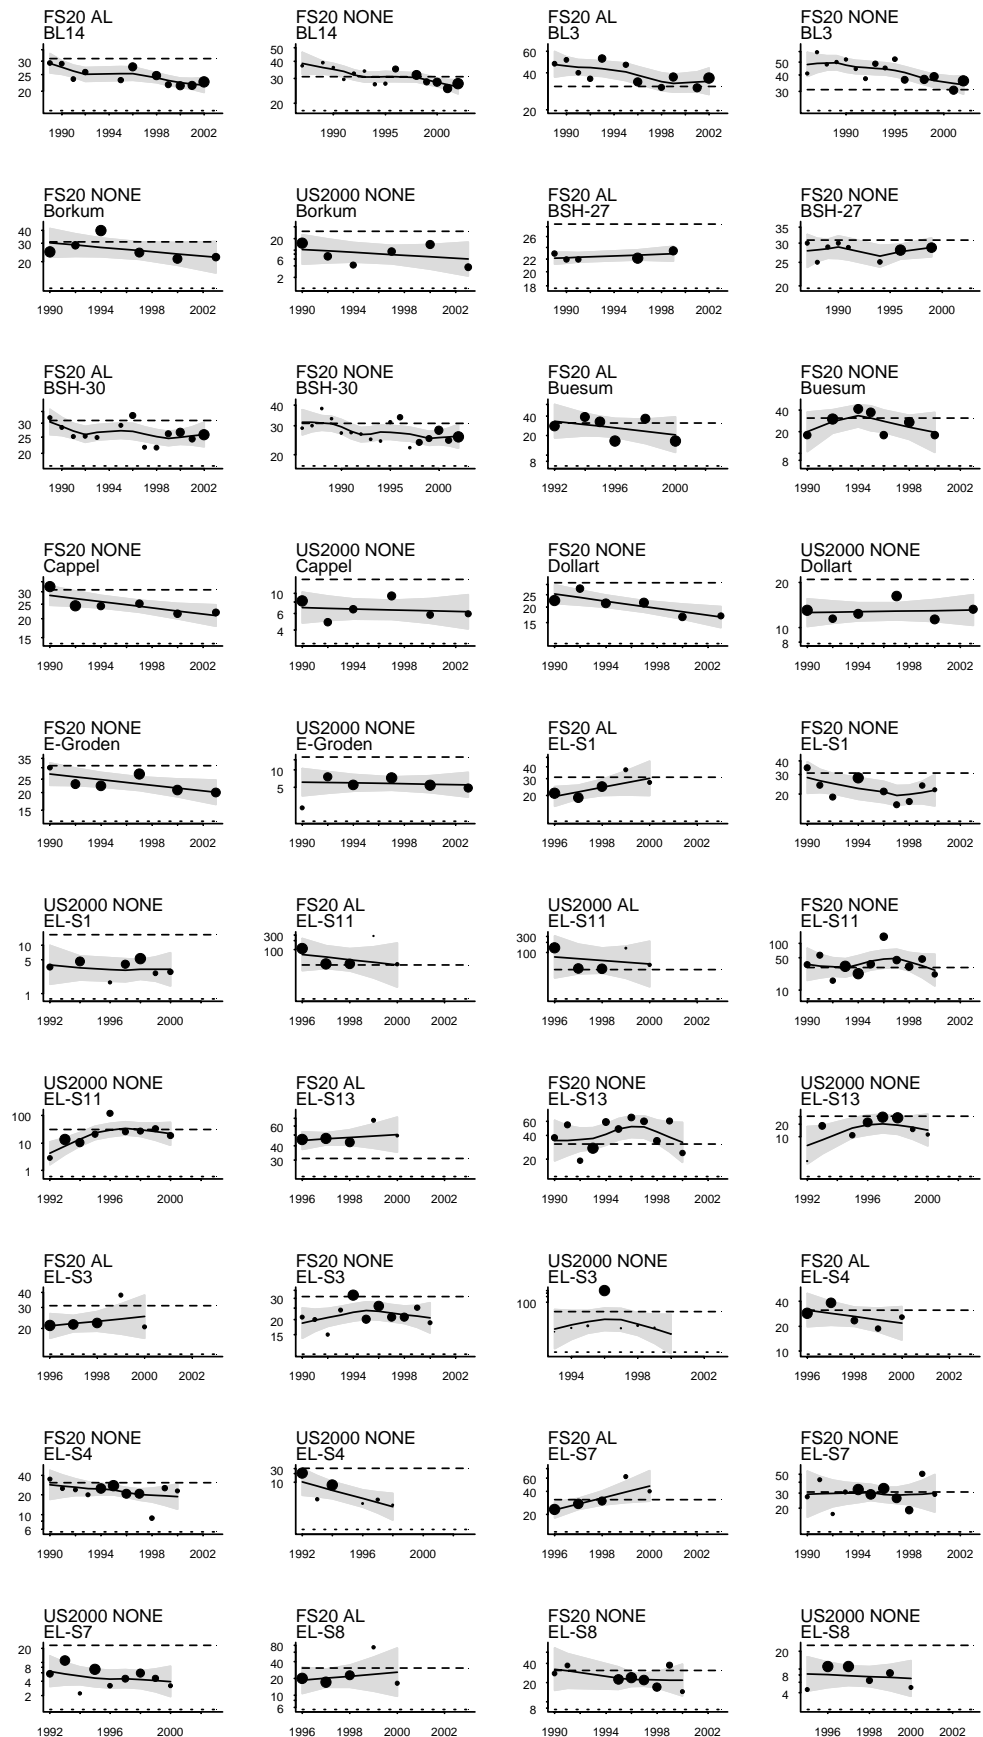 FS20 AL
BL14
30
20
1990 1994 1998 2002
FS20 NONE
BL14
50
40
30
20
1990 1995 2000
FS20 AL
BL3
60
40
20
1990 1994 1998 2002
FS20 NONE
BL3
50
40
30
1990 1995 2000
FS20 NONE
Borkum
40
30
20
1990 1994 1998 2002
US2000 NONE
Borkum
20
6
2
1990 1994 1998 2002
FS20 AL
BSH-27
26
22
20
18
1990 1994 1998 2002
FS20 NONE
BSH-27
35
30
25
20
1990 1995 2000
FS20 AL
BSH-30
30
25
20
1990 1994 1998 2002
FS20 NONE
BSH-30
40
30
20
1990 1995 2000
FS20 AL
Buesum
40
20
8
1992 1996 2000
FS20 NONE
Buesum
40
20
8
1990 1994 1998 2002
FS20 NONE
Cappel
30
25
20
15
1990 1994 1998 2002
US2000 NONE
Cappel
10
6
4
1990 1994 1998 2002
FS20 NONE
Dollart
30
20
15
1990 1994 1998 2002
US2000 NONE
Dollart
20
10
8
1990 1994 1998 2002
FS20 NONE
E-Groden
35
25
20
15
1990 1994 1998 2002
US2000 NONE
E-Groden
10
5
1990 1994 1998 2002
FS20 AL
EL-S1
40
30
20
1996 1998 2000 2002
FS20 NONE
EL-S1
40
30
20
1990 1994 1998 2002
US2000 NONE
EL-S1
10
5
1
1992 1996 2000
FS20 AL
EL-S11
300
100
1996 1998 2000 2002
US2000 AL
EL-S11
300
100
1996 1998 2000 2002
FS20 NONE
EL-S11
100
50
10
1990 1994 1998 2002
US2000 NONE
EL-S11
100
10
1
1992 1996 2000
FS20 AL
EL-S13
60
40
30
1996 1998 2000 2002
FS20 NONE
EL-S13
60
40
20
1990 1994 1998 2002
US2000 NONE
EL-S13
20
10
1992 1996 2000
FS20 AL
EL-S3
40
30
20
1996 1998 2000 2002
FS20 NONE
EL-S3
30
20
15
1990 1994 1998 2002
US2000 NONE
EL-S3
100
1994 1998 2002
FS20 AL
EL-S4
40
20
10
1996 1998 2000 2002
FS20 NONE
EL-S4
40
20
10
6
1990 1994 1998 2002
US2000 NONE
EL-S4
30
10
1992 1996 2000
FS20 AL
EL-S7
60
40
20
1996 1998 2000 2002
FS20 NONE
EL-S7
50
30
20
1990 1994 1998 2002
US2000 NONE
EL-S7
20
8
4
2
1992 1996 2000
FS20 AL
EL-S8
80
40
20
10
6
1996 1998 2000 2002
FS20 NONE
EL-S8
40
20
8
1990 1994 1998 2002
US2000 NONE
EL-S8
20
8
4
1996 2000